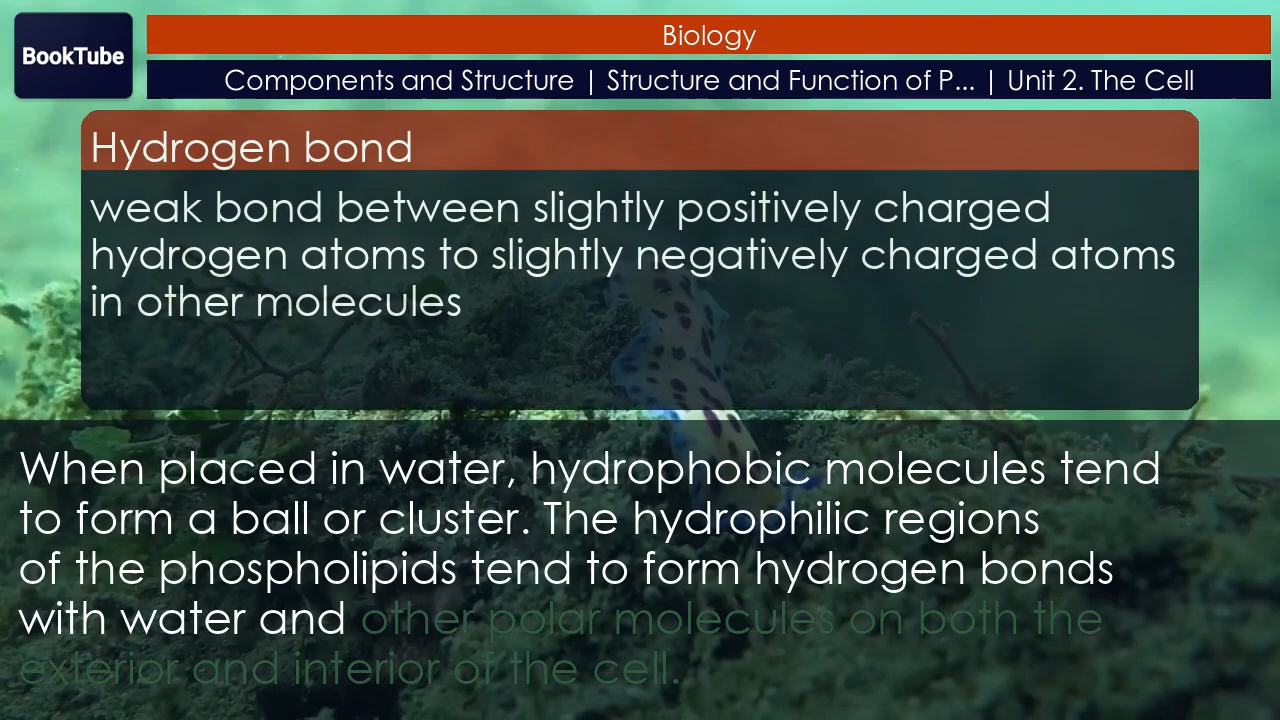 BookTube
Biology
Components and Structure | Structure and Function of P... | Unit 2. The Cell
Hydrogen bond
weak bond between slightly positively charged
hydrogen atoms to slightly negatively charged atoms
in other molecules
When placed in water, hydrophobic molecules tend
to form a ball or cluster. The hydrophilic regions
of the phospholipids tend to form hydrogen bonds
with water and other polar molecules on both the
exterior and interior of the cell.